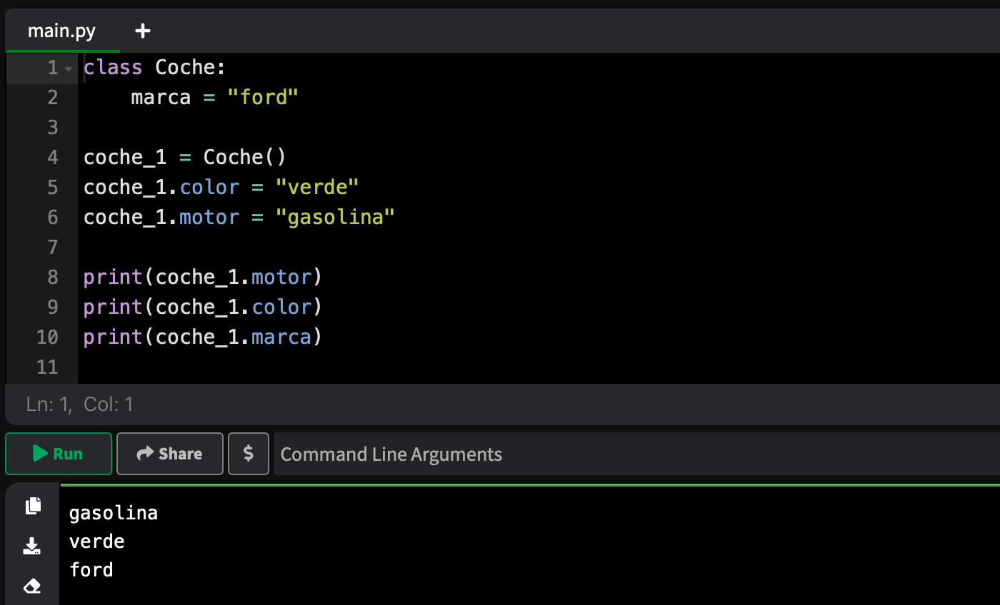 main.py +
1 class Coche:
2     marca = "ford"
3
4 coche_1 = Coche()
5 coche_1.color = "verde"
6 coche_1.motor = "gasolina"
7
8 print(coche_1.motor)
9 print(coche_1.color)
10 print(coche_1.marca)
11
Ln: 1, Col: 1
Run Share $ Command Line Arguments
gasolina
verde
ford